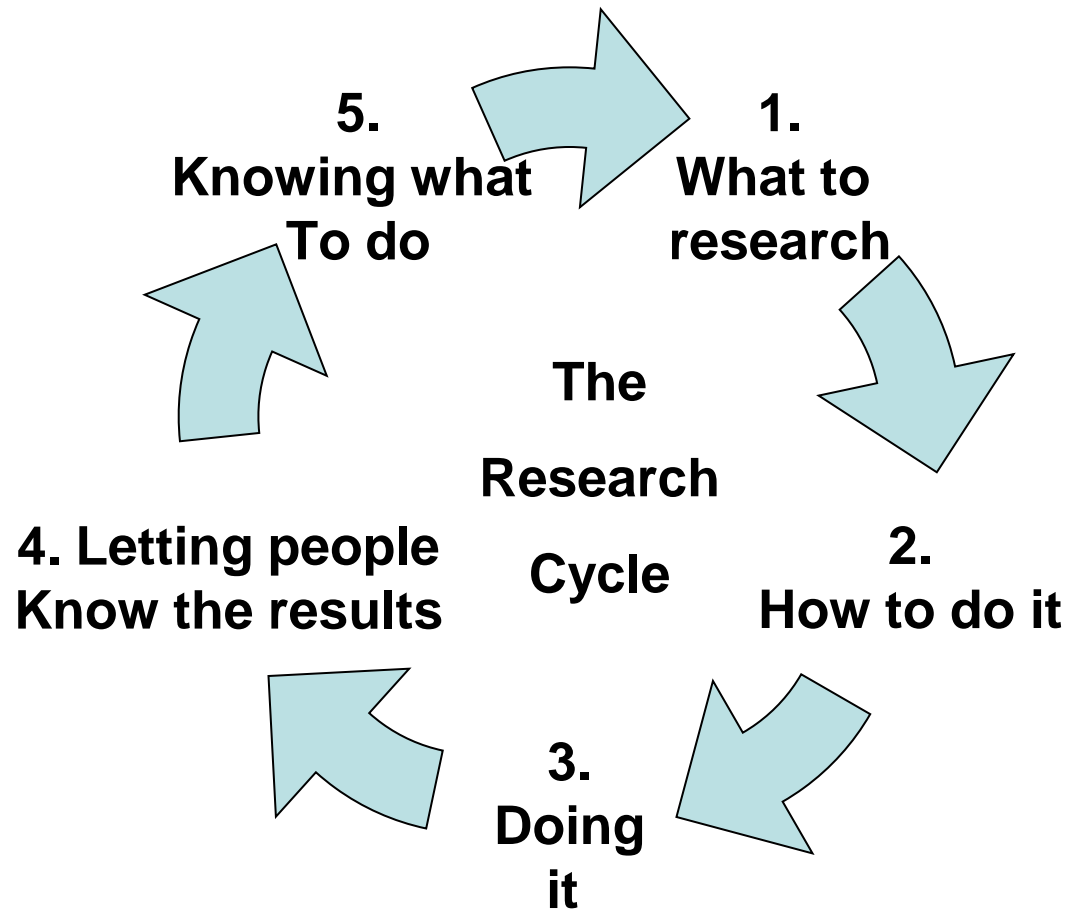 5.
Knowing what
To do
1.
What to
research
The
Research
Cycle
4. Letting people
Know the results
2.
How to do it
3.
Doing
it